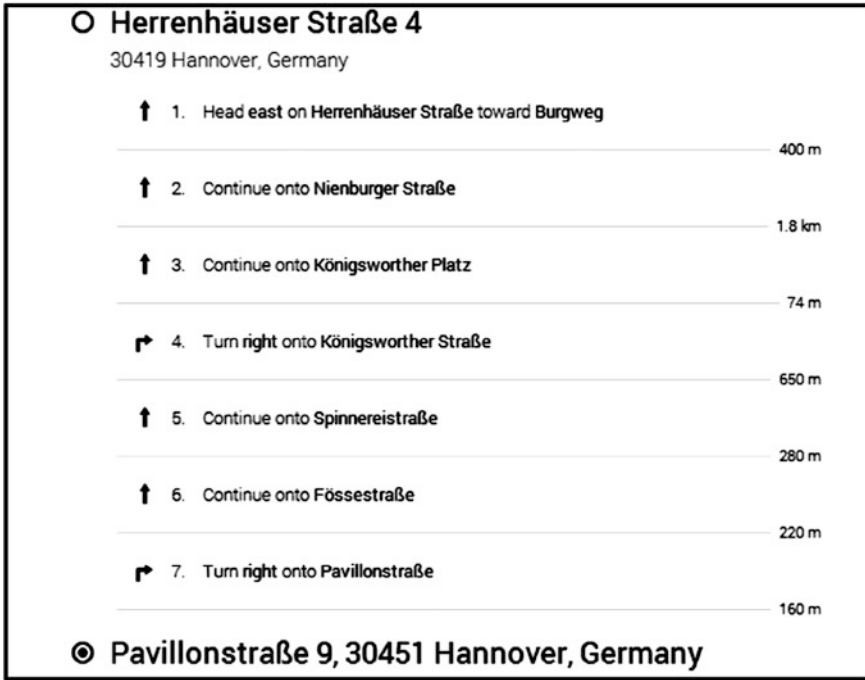 Herrenhäuser Straße 4
30419 Hannover, Germany
1. Head east on Herrenhäuser Straße toward Burgweg
400 m
2. Continue onto Nienburger Straße
1.8 km
3. Continue onto Königsworther Platz
74 m
4. Turn right onto Königsworther Straße
650 m
5. Continue onto Spinnereistraße
280 m
6. Continue onto Fössestraße
220 m
7. Turn right onto Pavillonstraße
160 m
Pavillonstraße 9, 30451 Hannover, Germany